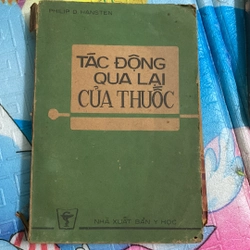 PHILIP D. HANSTEN
TÁC ĐỘNG
QUA LẠI
CỦA THUỐC
NHÀ XUẤT BẢN Y HỌC